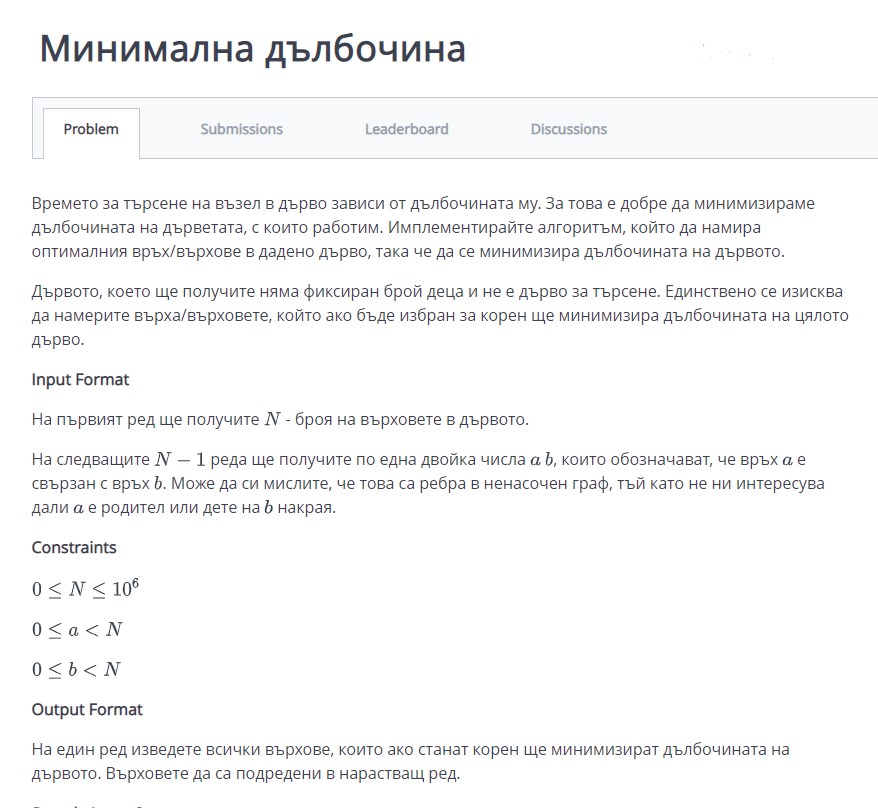 Минимална дълбочина
Problem Submissions Leaderboard Discussions
Времето за търсене на възел в дърво зависи от дълбочината му. За това е добре да минимизираме
дълбочината на дърветата, с които работим. Имплементирайте алгоритъм, който да намира
оптималния връх/върхове в дадено дърво, така че да се минимизира дълбочината на дървото.
Дървото, което ще получите няма фиксиран брой деца и не е дърво за търсене. Единствено се изисква
да намерите върха/върховете, който ако бъде избран за корен ще минимизира дълбочината на цялото
дърво.
Input Format
На първият ред ще получите N - броя на върховете в дървото.
На следващите N − 1 реда ще получите по една двойка числа a b, които обозначават, че връх a е
свързан с връх b. Може да си мислите, че това са ребра в ненасочен граф, тъй като не ни интересува
дали a е родител или дете на b накрая.
Constraints
0 ≤ N ≤ 10⁶
0 ≤ a < N
0 ≤ b < N
Output Format
На един ред изведете всички върхове, които ако станат корен ще минимизират дълбочината на
дървото. Върховете да са подредени в нарастващ ред.